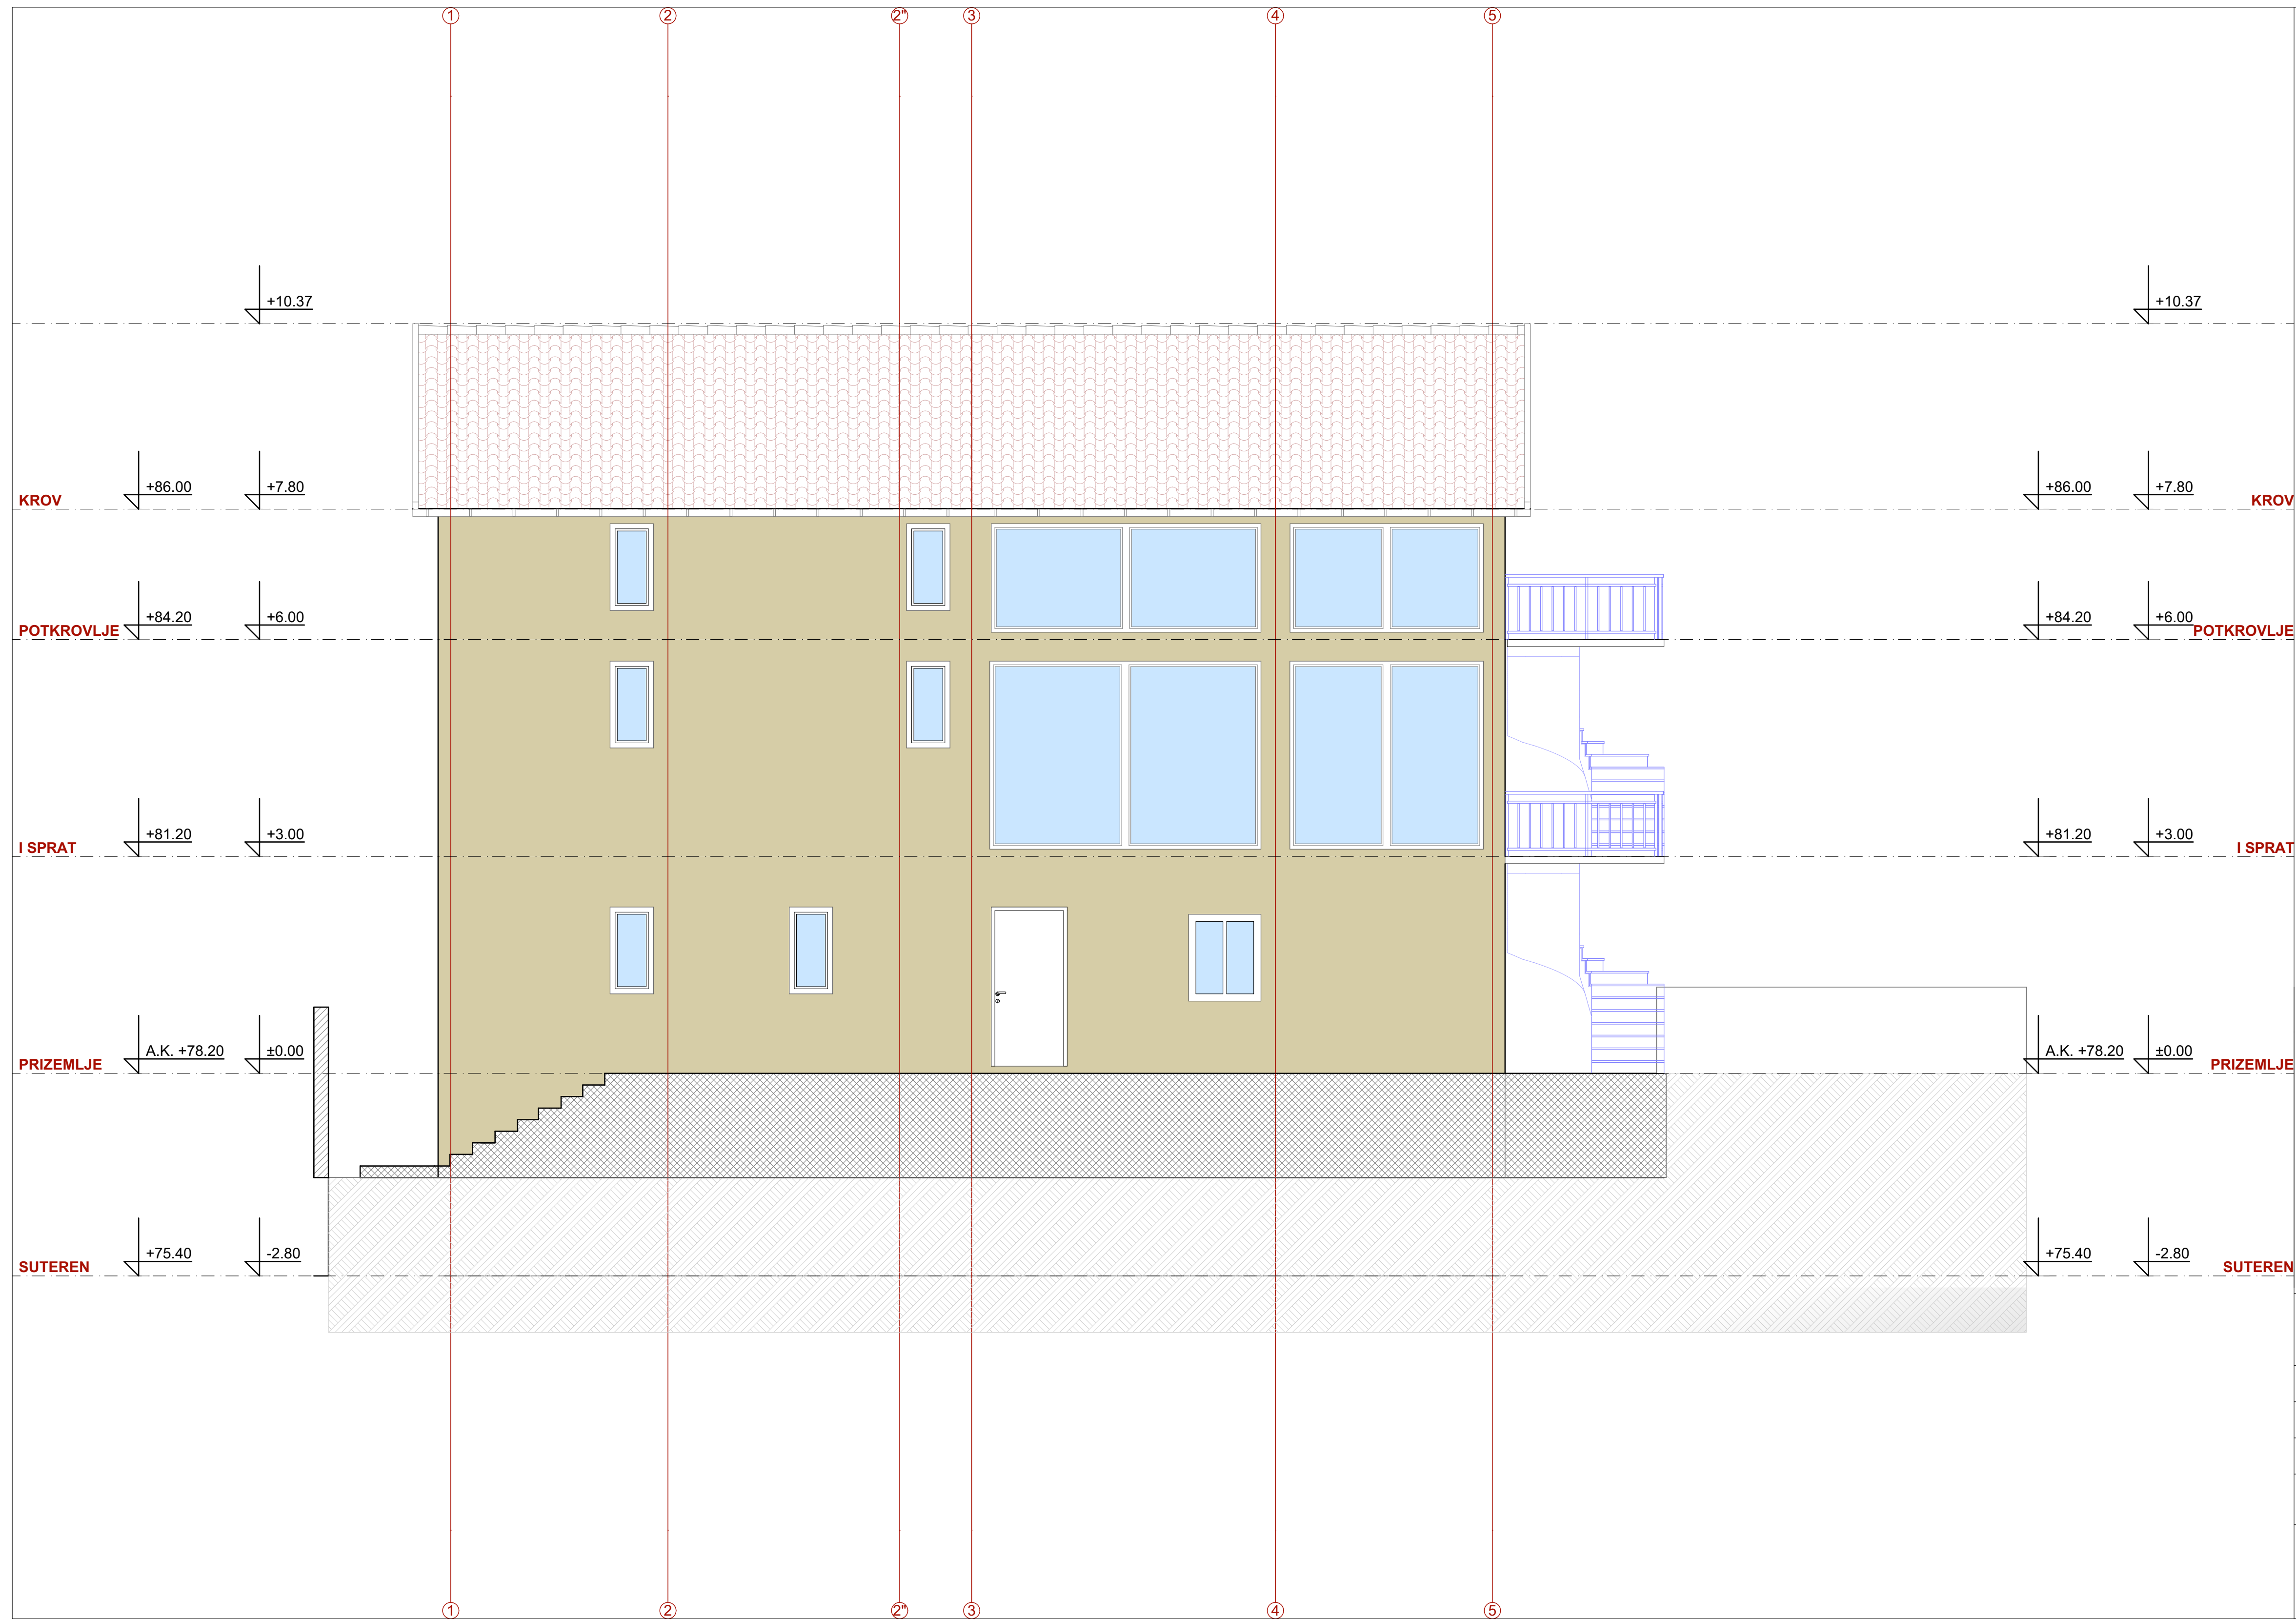 1 2 2" 3 4 5
+10.37 +10.37
KROV +86.00 +7.80 +86.00 +7.80 KROV
POTKROVLJE +84.20 +6.00 +84.20 +6.00 POTKROVLJE
I SPRAT +81.20 +3.00 +81.20 +3.00 I SPRAT
PRIZEMLJE A.K. +78.20 ±0.00 A.K. +78.20 ±0.00 PRIZEMLJE
SUTEREN +75.40 -2.80 +75.40 -2.80 SUTEREN
1 2 2" 3 4 5